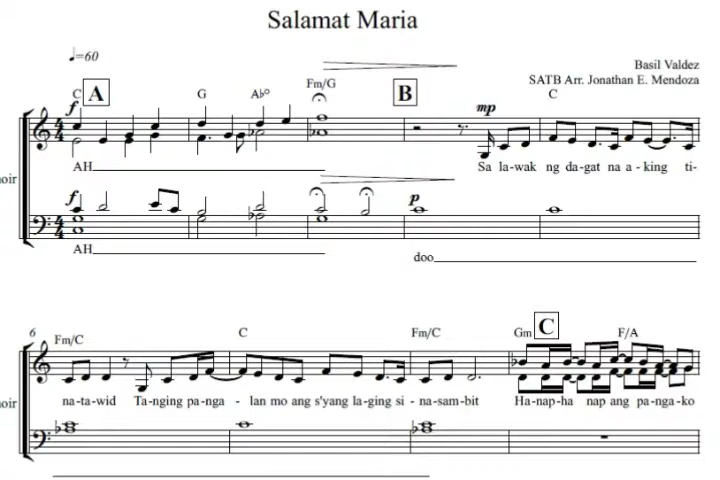 Salamat Maria
♩=60
Basil Valdez
SATB Arr. Jonathan E. Mendoza
C A G Abº Fm/G B C
f mp
AH Sa la-wak ng da-gat na a-king ti-
f p
AH doo
6 Fm/C C Fm/C Gm C F/A
na-ta-wid Ta-nging pa-nga - lan mo ang s'yang la-ging si - na-sam-bit Ha-nap-ha nap ang pa-nga-ko